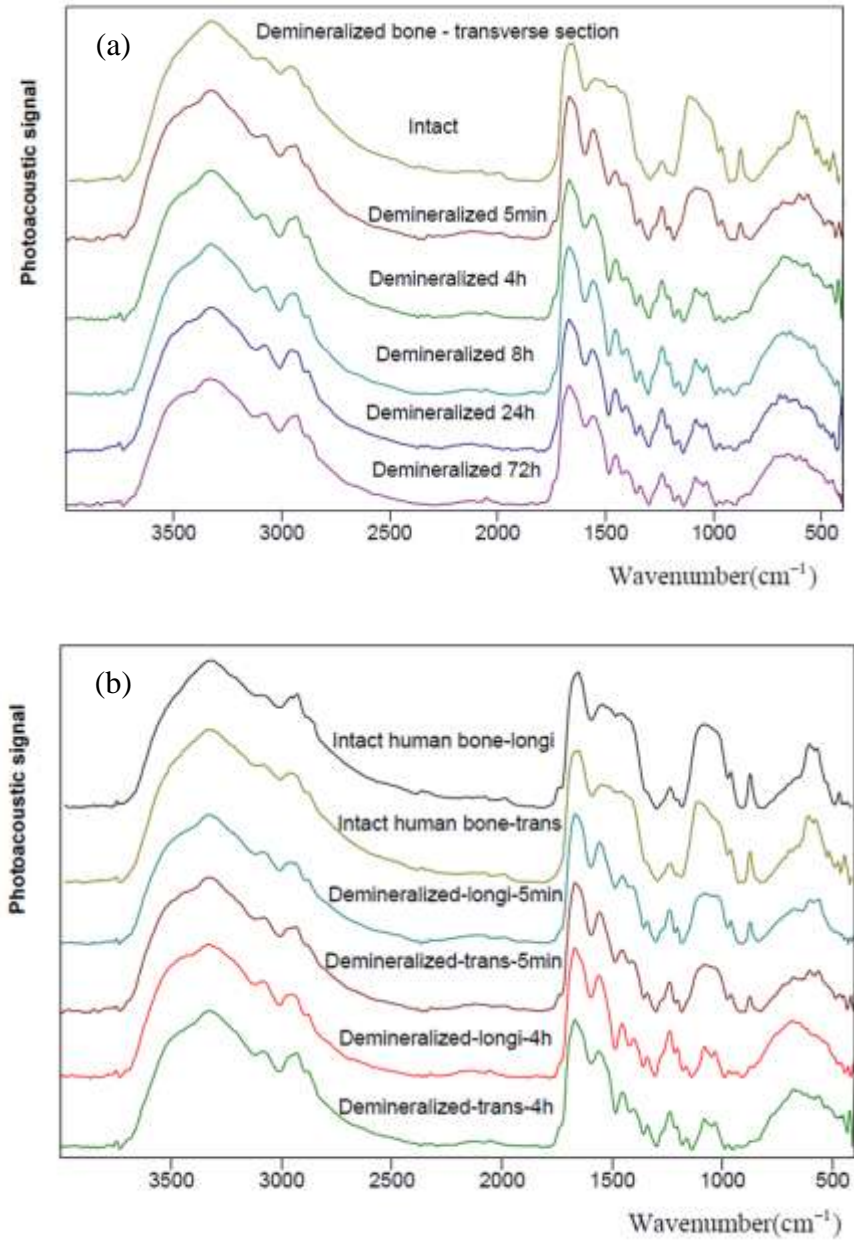 (a)
Demineralized bone - transverse section
Photoacoustic signal
Intact
Demineralized 5min
Demineralized 4h
Demineralized 8h
Demineralized 24h
Demineralized 72h
3500 3000 2500 2000 1500 1000 500
Wavenumber(cm⁻¹)
(b)
Photoacoustic signal
Intact human bone-longi
Intact human bone-trans
Demineralized-longi-5min
Demineralized-trans-5min
Demineralized-longi-4h
Demineralized-trans-4h
3500 3000 2500 2000 1500 1000 500
Wavenumber(cm⁻¹)